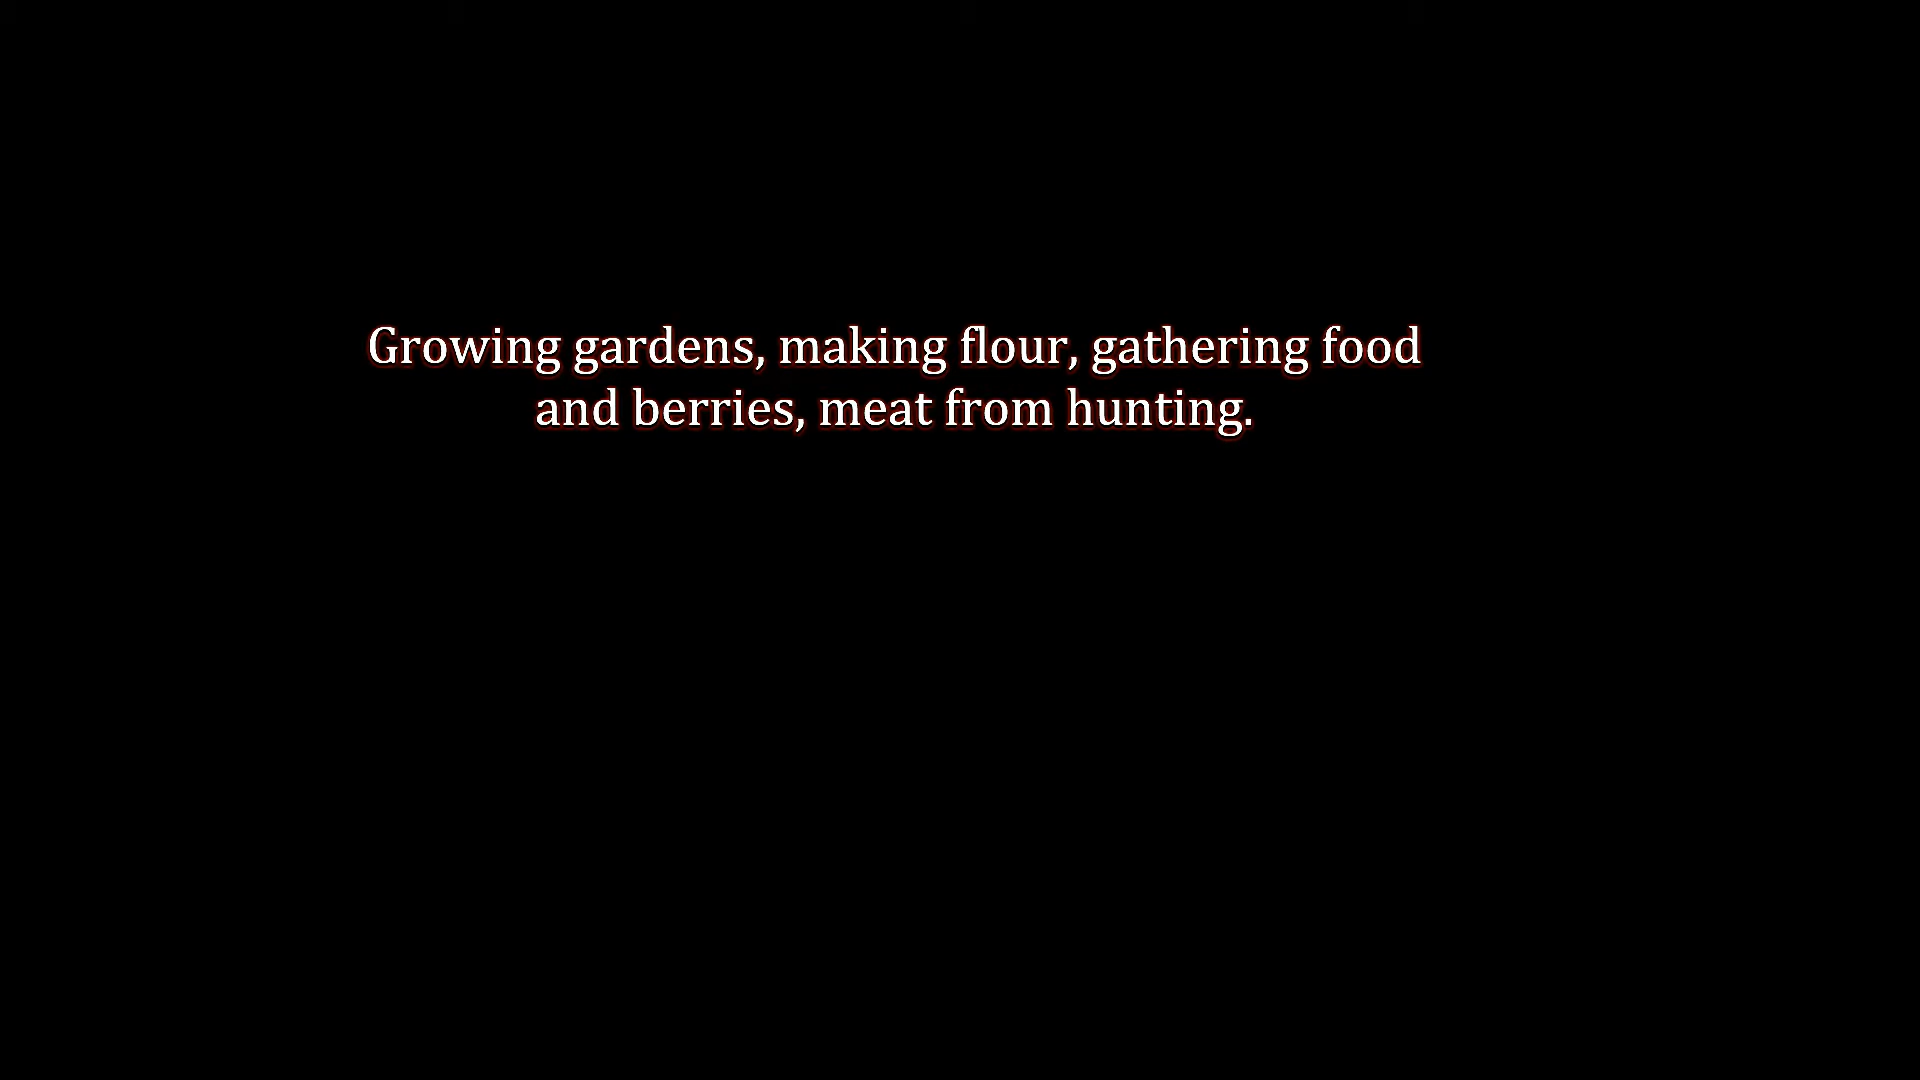 Growing gardens, making flour, gathering food
and berries, meat from hunting.